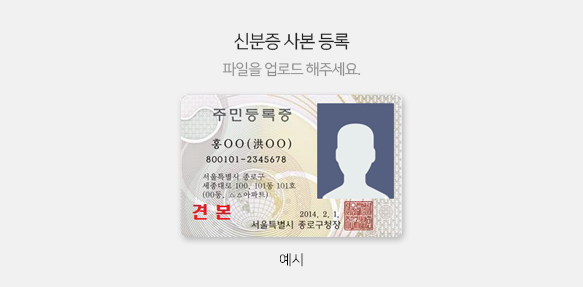 신분증 사본 등록
파일을 업로드 해주세요.
주민등록증
홍OO(洪OO)
800101-2345678
서울특별시 종로구
세종대로 100, 101동 101호
(00동, △△아파트)
견 본
2014. 2. 1.
서울특별시 종로구청장
예시